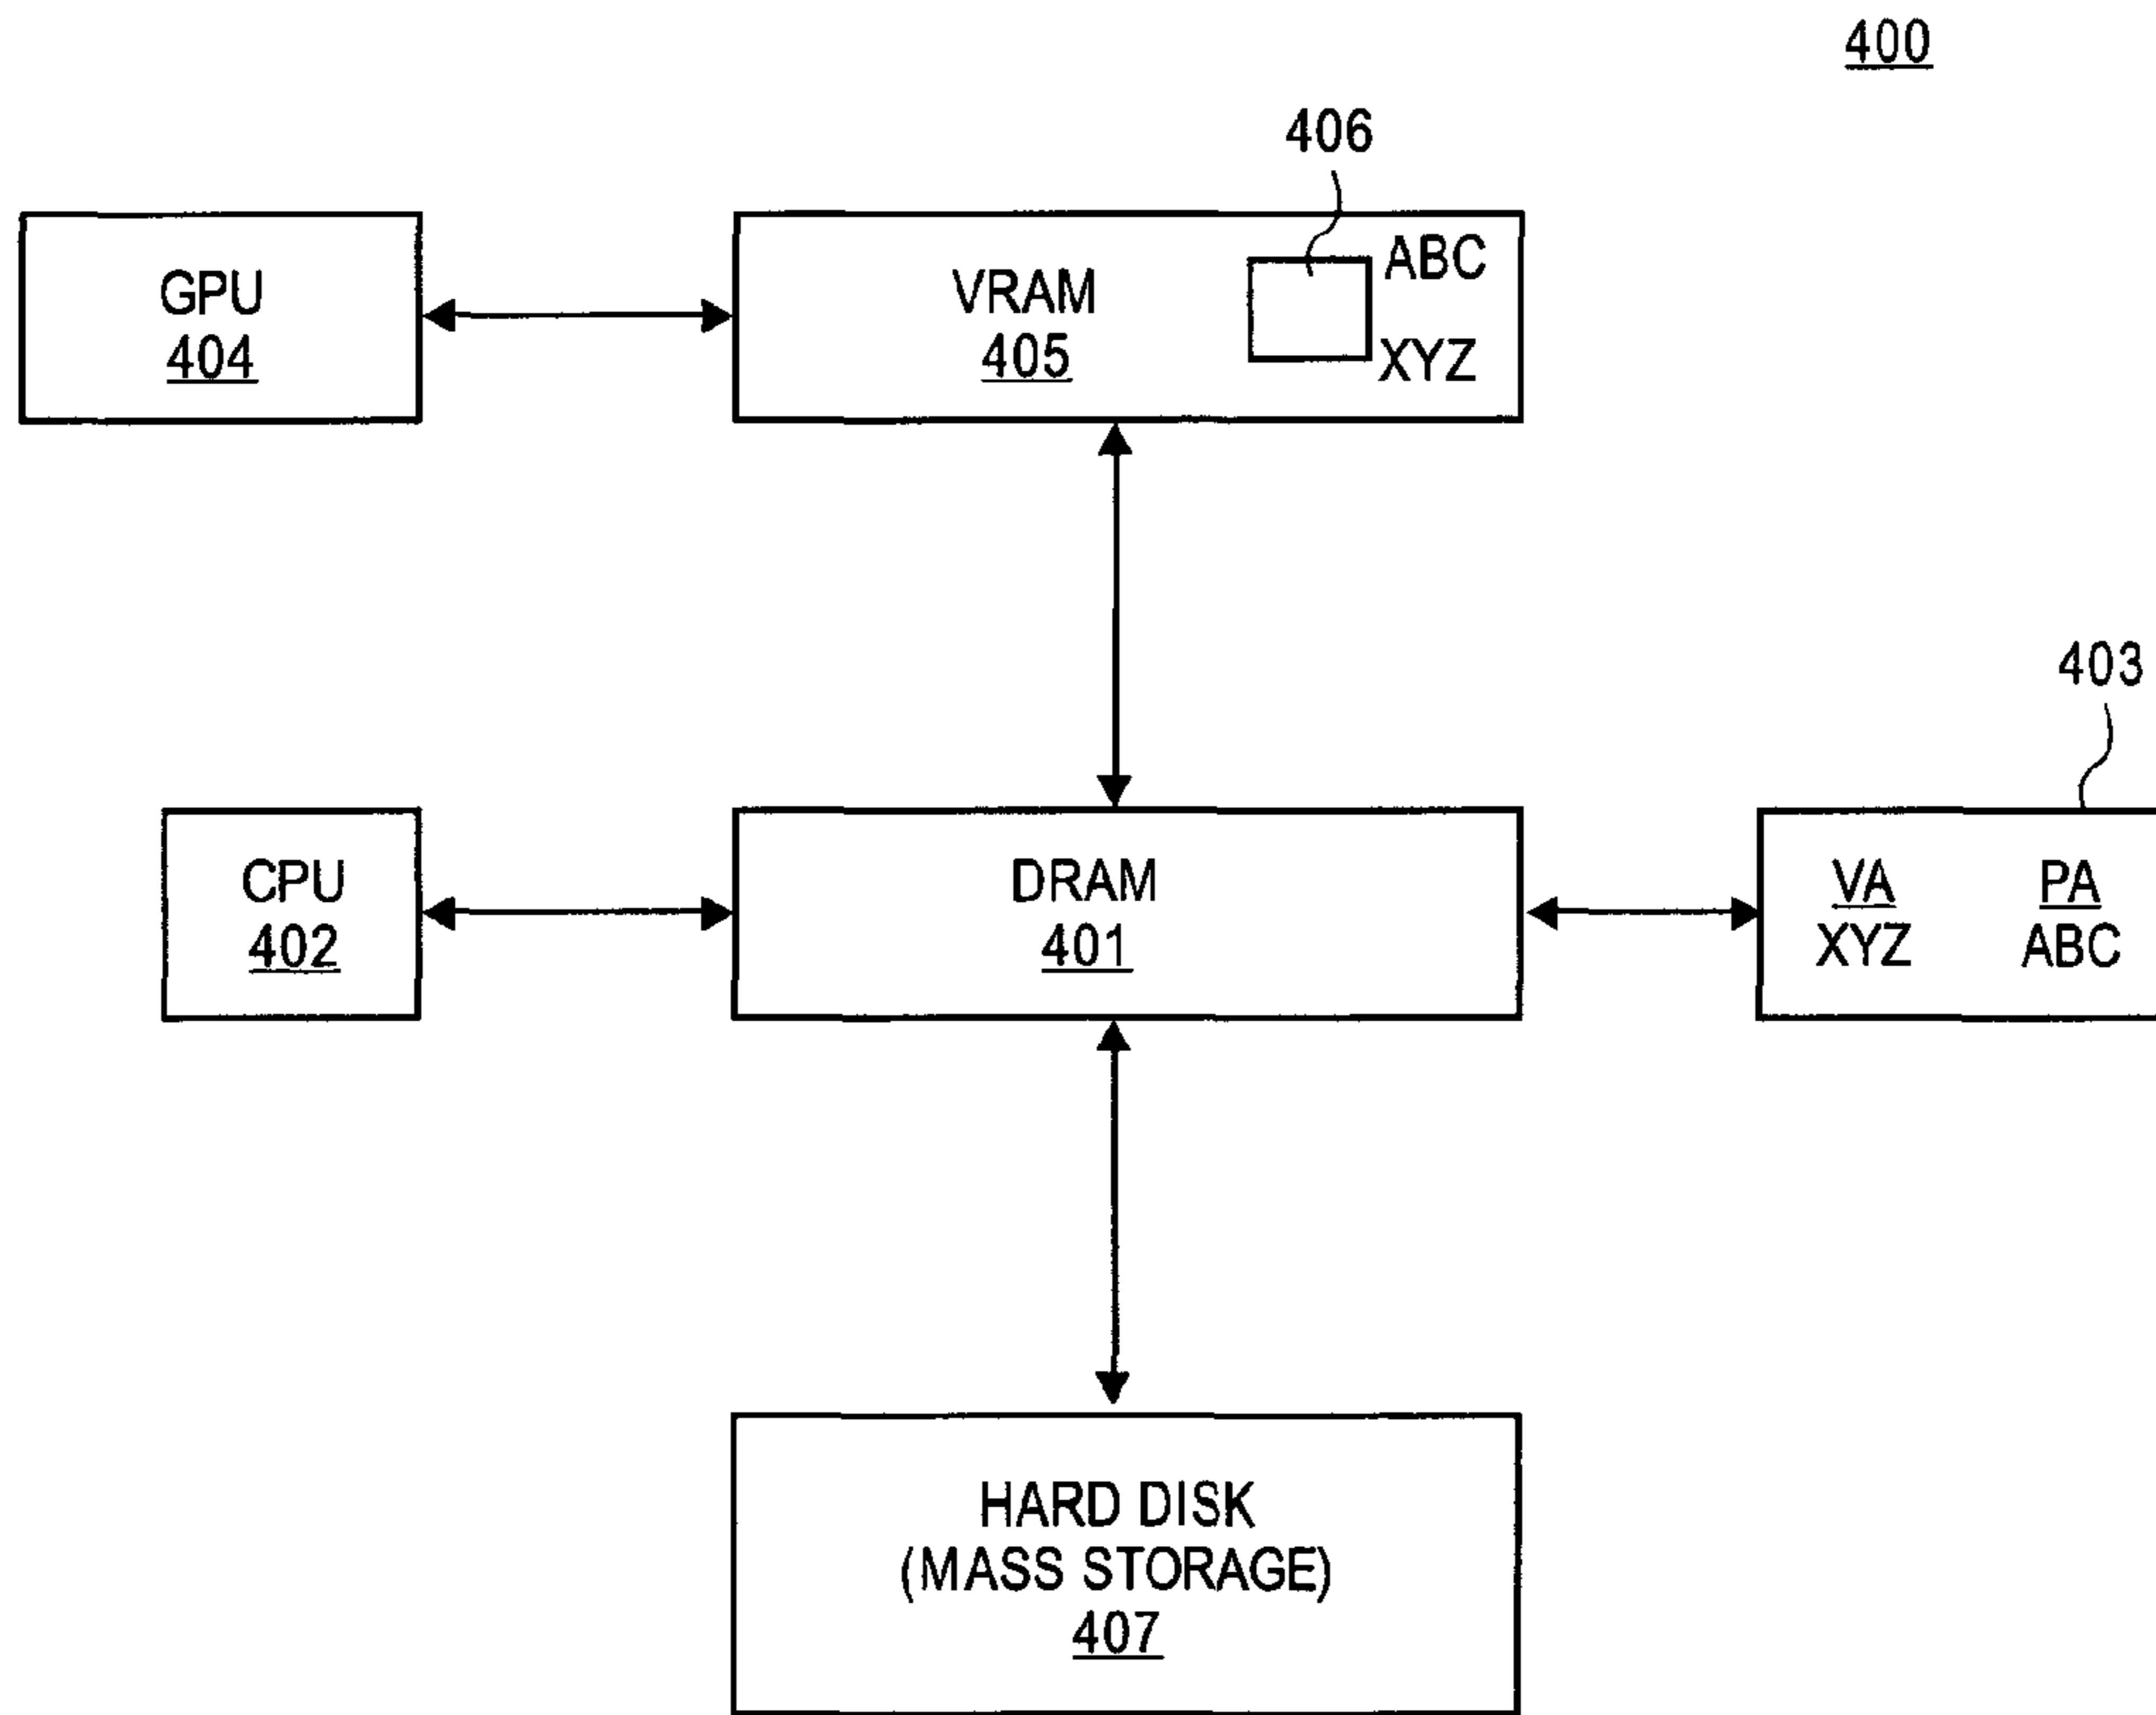 400
406
GPU
404
VRAM
405
ABC
XYZ
403
CPU
402
DRAM
401
VA PA
XYZ ABC
HARD DISK
(MASS STORAGE)
407